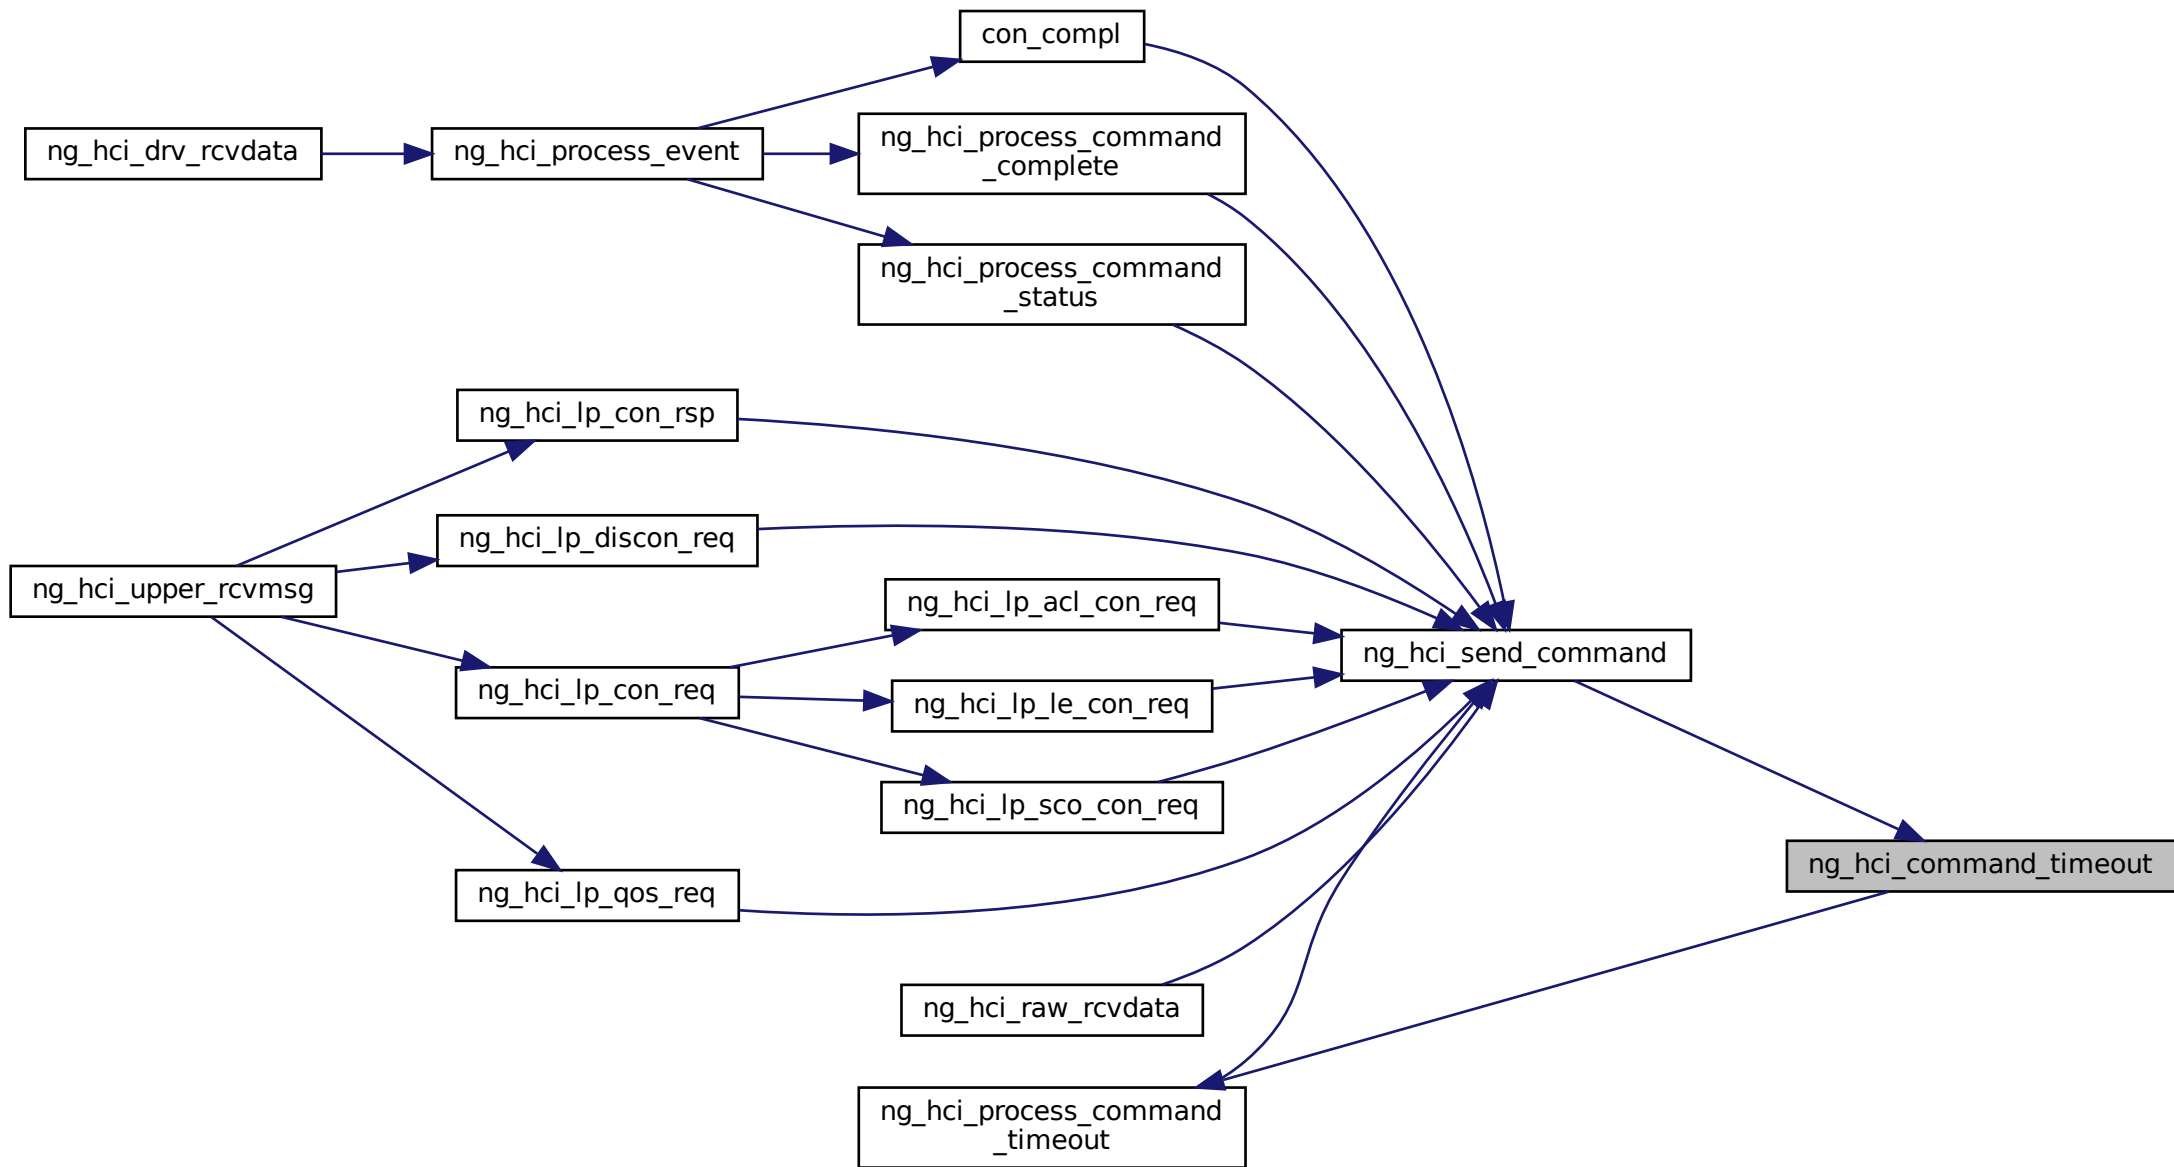 con_compl
ng_hci_process_command
_complete
ng_hci_drv_rcvdata
ng_hci_process_event
ng_hci_process_command
_status
ng_hci_lp_con_rsp
ng_hci_lp_discon_req
ng_hci_upper_rcvmsg
ng_hci_lp_acl_con_req
ng_hci_send_command
ng_hci_lp_con_req
ng_hci_lp_le_con_req
ng_hci_lp_sco_con_req
ng_hci_command_timeout
ng_hci_lp_qos_req
ng_hci_raw_rcvdata
ng_hci_process_command
_timeout